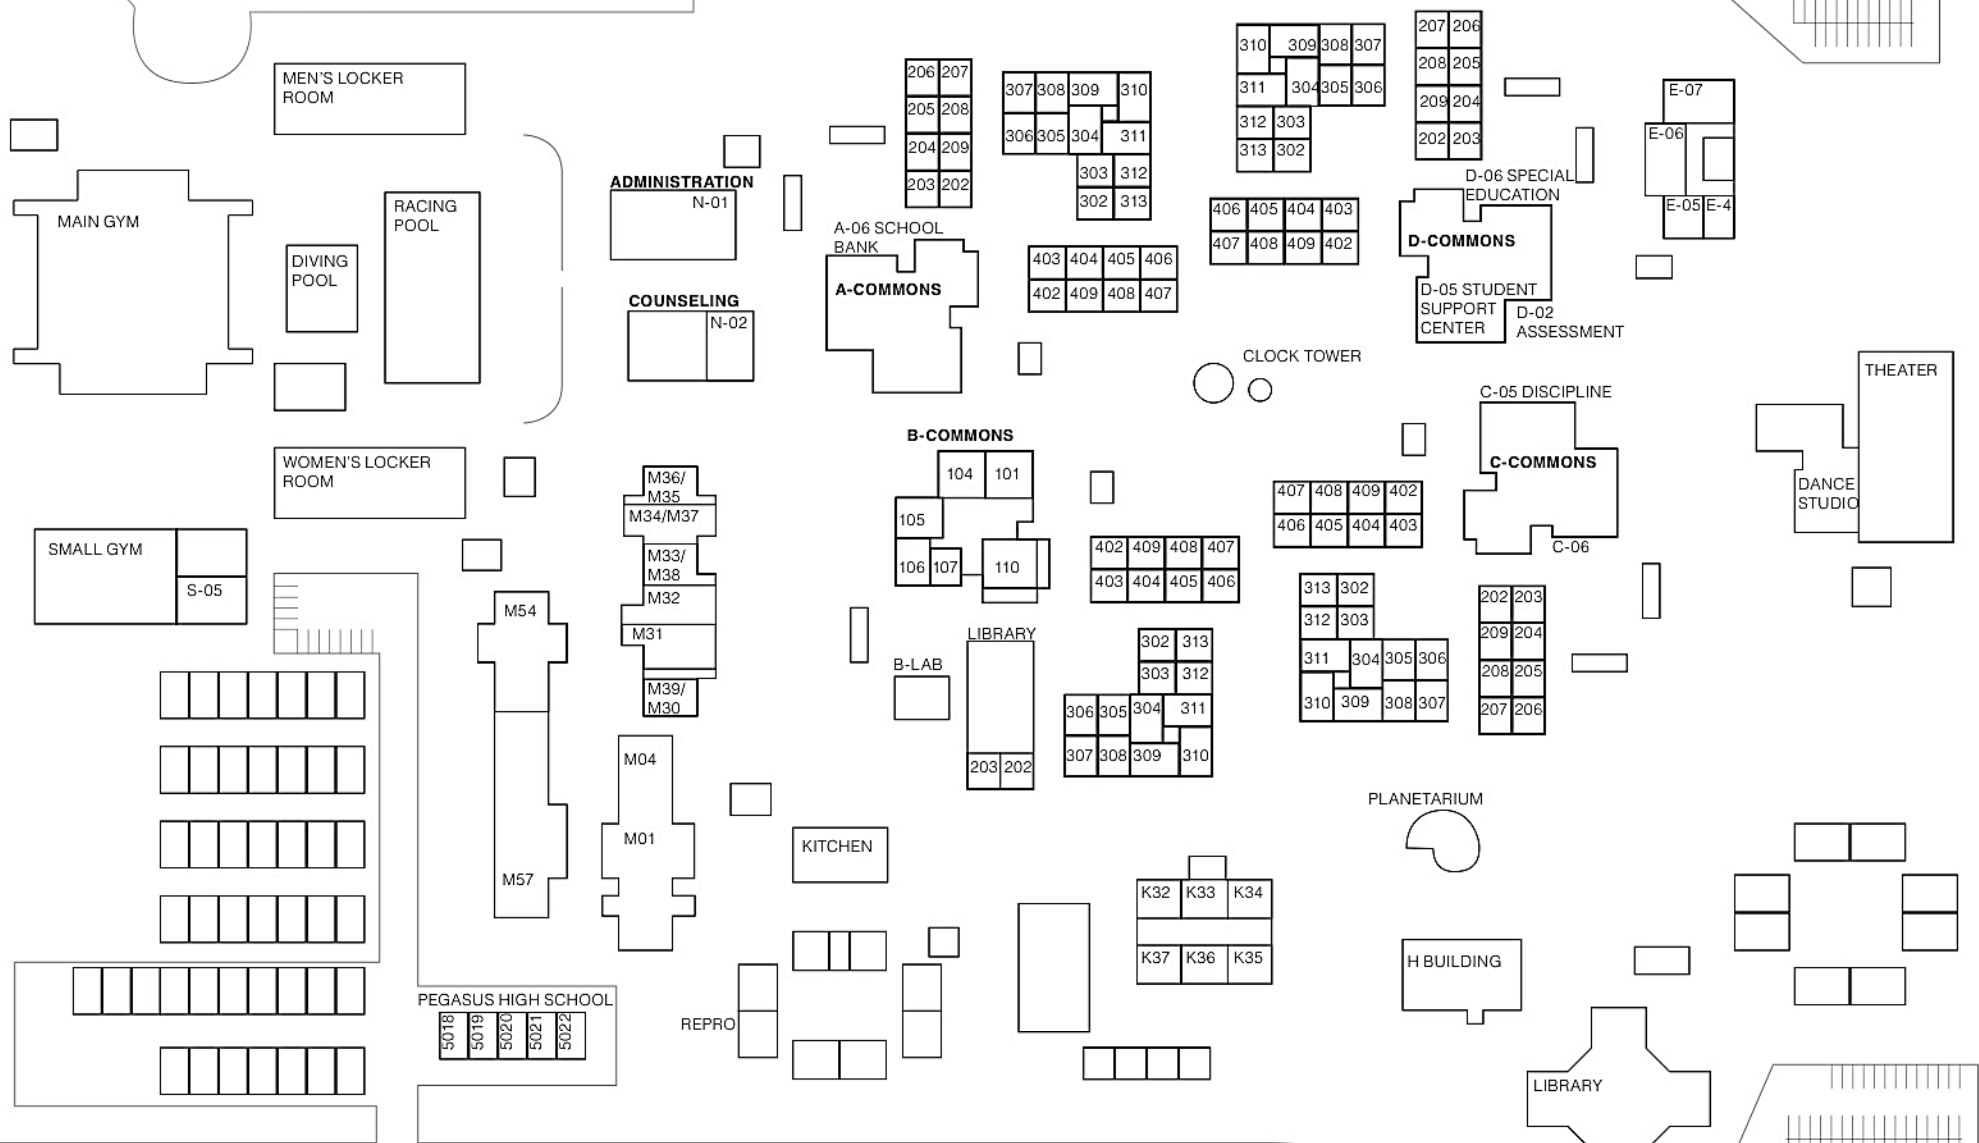 MEN'S LOCKER
ROOM
MAIN GYM
RACING
POOL
DIVING
POOL
WOMEN'S LOCKER
ROOM
SMALL GYM
S-05
ADMINISTRATION
N-01
COUNSELING
N-02
206 207
205 208
204 209
203 202
307 308 309 310
306 305 304 311
303 312
302 313
A-06 SCHOOL
BANK
A-COMMONS
403 404 405 406
402 409 408 407
310 309 308 307
311 304 305 306
312 303
313 302
207 206
208 205
209 204
202 203
406 405 404 403
407 408 409 402
D-06 SPECIAL
EDUCATION
D-COMMONS
D-05 STUDENT
SUPPORT
CENTER
D-02
ASSESSMENT
E-07
E-06
E-05 E-4
CLOCK TOWER
THEATER
DANCE
STUDIO
C-05 DISCIPLINE
C-COMMONS
C-06
407 408 409 402
406 405 404 403
313 302
312 303
311 304 305 306
310 309 308 307
202 203
209 204
208 205
207 206
B-COMMONS
104 101
105
106 107 110
402 409 408 407
403 404 405 406
LIBRARY
203 202
B-LAB
302 313
303 312
306 305 304 311
307 308 309 310
M36/
M35
M34/M37
M33/
M38
M32
M31
M39/
M30
M54
M57
M04
M01
KITCHEN
PLANETARIUM
K32 K33 K34
K37 K36 K35
H BUILDING
PEGASUS HIGH SCHOOL
5018 5019 5020 5021 5022
REPRO
LIBRARY